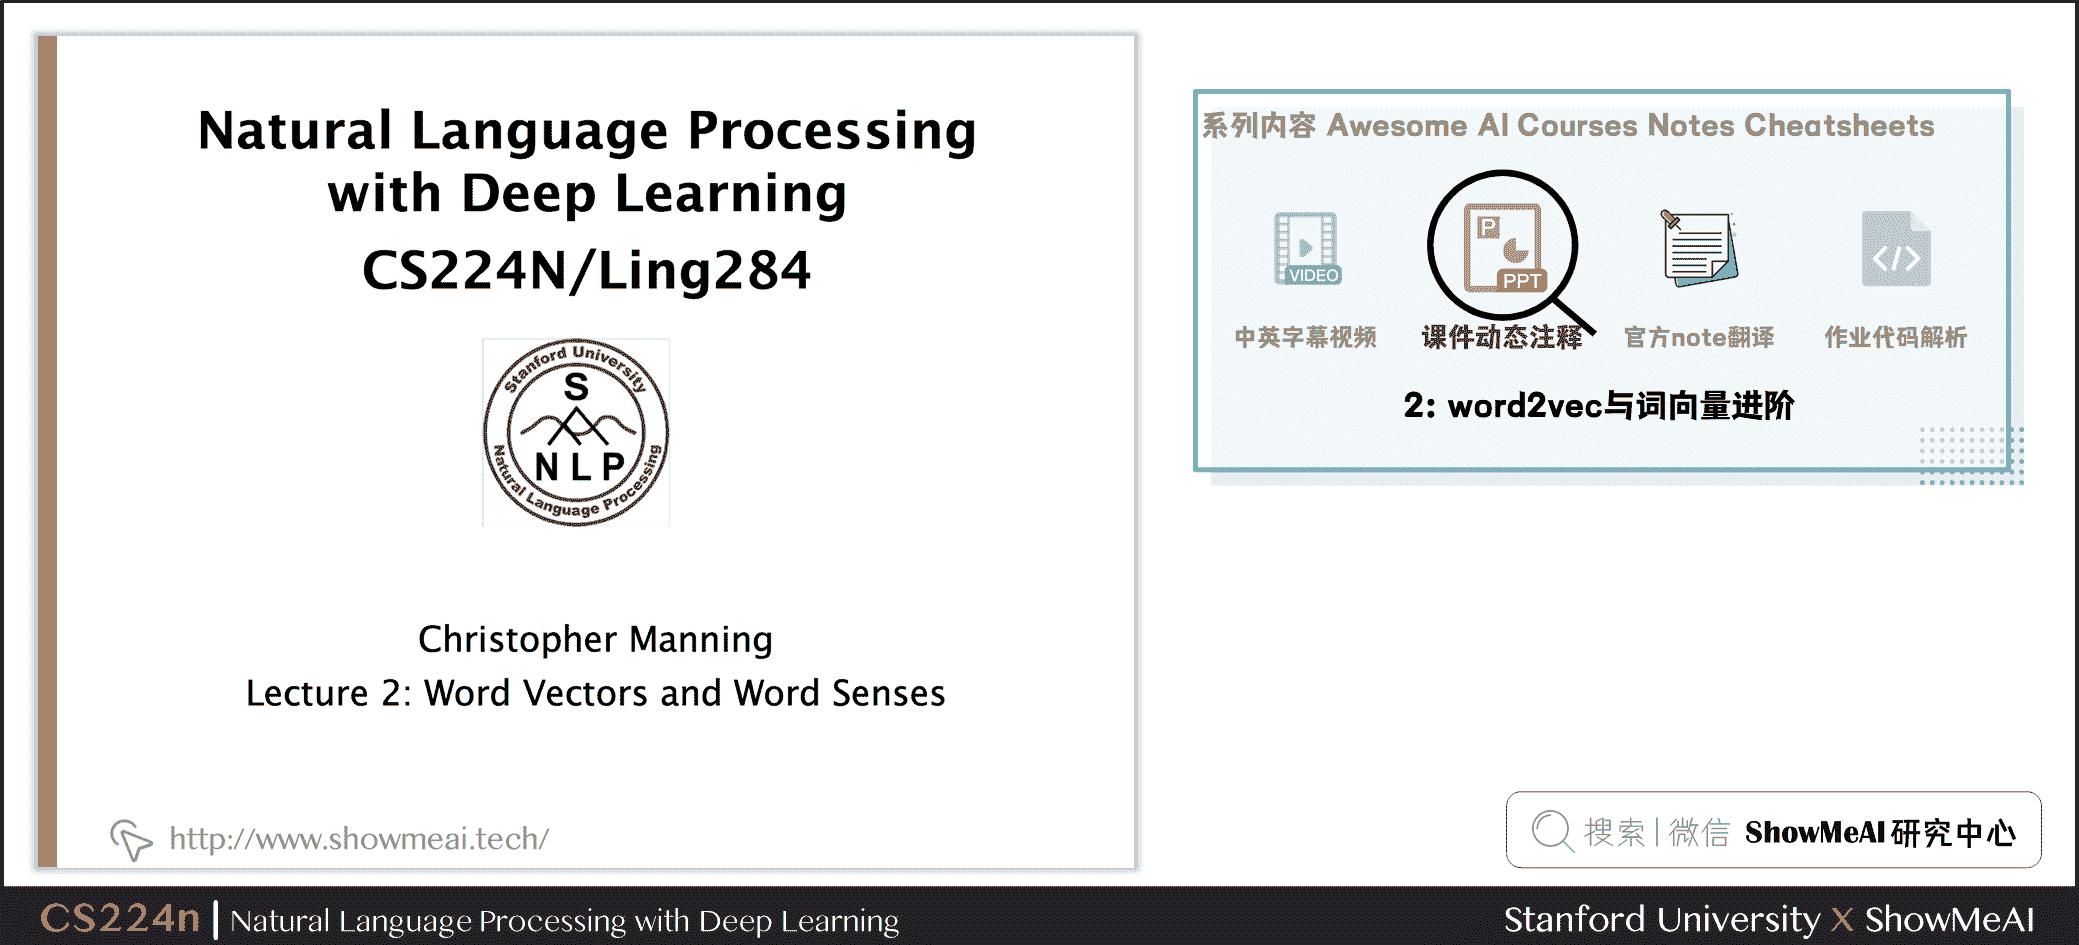 Natural Language Processing
with Deep Learning
CS224N/Ling284
Stanford University
S
N L P
Natural Language Processing
Christopher Manning
Lecture 2: Word Vectors and Word Senses
http://www.showmeai.tech/
系列内容 Awesome AI Courses Notes Cheatsheets
VIDEO
P
PPT
</>
中英字幕视频
课件动态注释
官方note翻译
作业代码解析
2: word2vec与词向量进阶
搜索|微信 ShowMeAI研究中心
CS224n | Natural Language Processing with Deep Learning
Stanford University X ShowMeAI